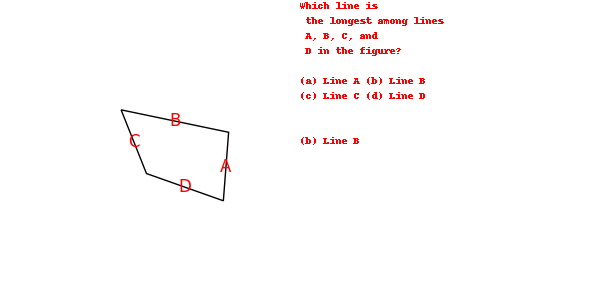 Which line is
the longest among lines
A, B, C, and
D in the figure?
(a) Line A (b) Line B
(c) Line C (d) Line D
(b) Line B
B
C
A
D